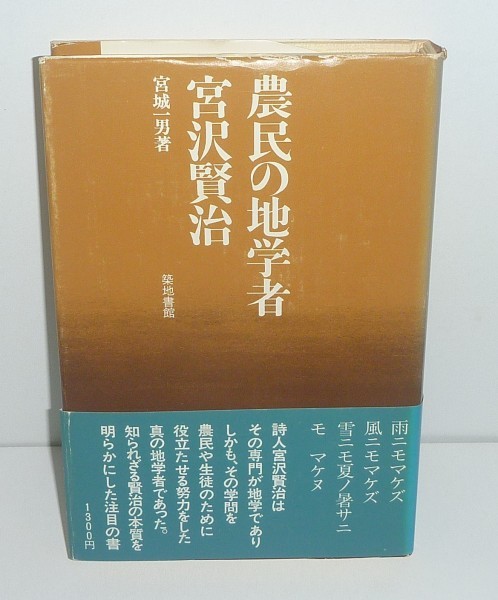 農民の地学者
宮沢賢治
宮城一男著
築地書館
雨ニモマケズ
風ニモマケズ
雪ニモ夏ノ暑サニ
モ マケヌ
詩人宮沢賢治は
その専門が地学であり
しかも、その学問を
農民や生徒のために
役立たせる努力をした
真の地学者であった。
知られざる賢治の本質を
明らかにした注目の書
1300円